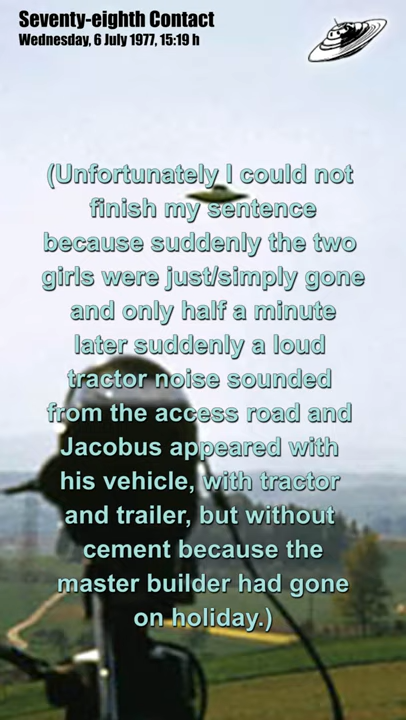 Seventy-eighth Contact
Wednesday, 6 July 1977, 15:19 h
(Unfortunately I could not
finish my sentence
because suddenly the two
girls were just/simply gone
and only half a minute
later suddenly a loud
tractor noise sounded
from the access road and
Jacobus appeared with
his vehicle, with tractor
and trailer, but without
cement because the
master builder had gone
on holiday.)